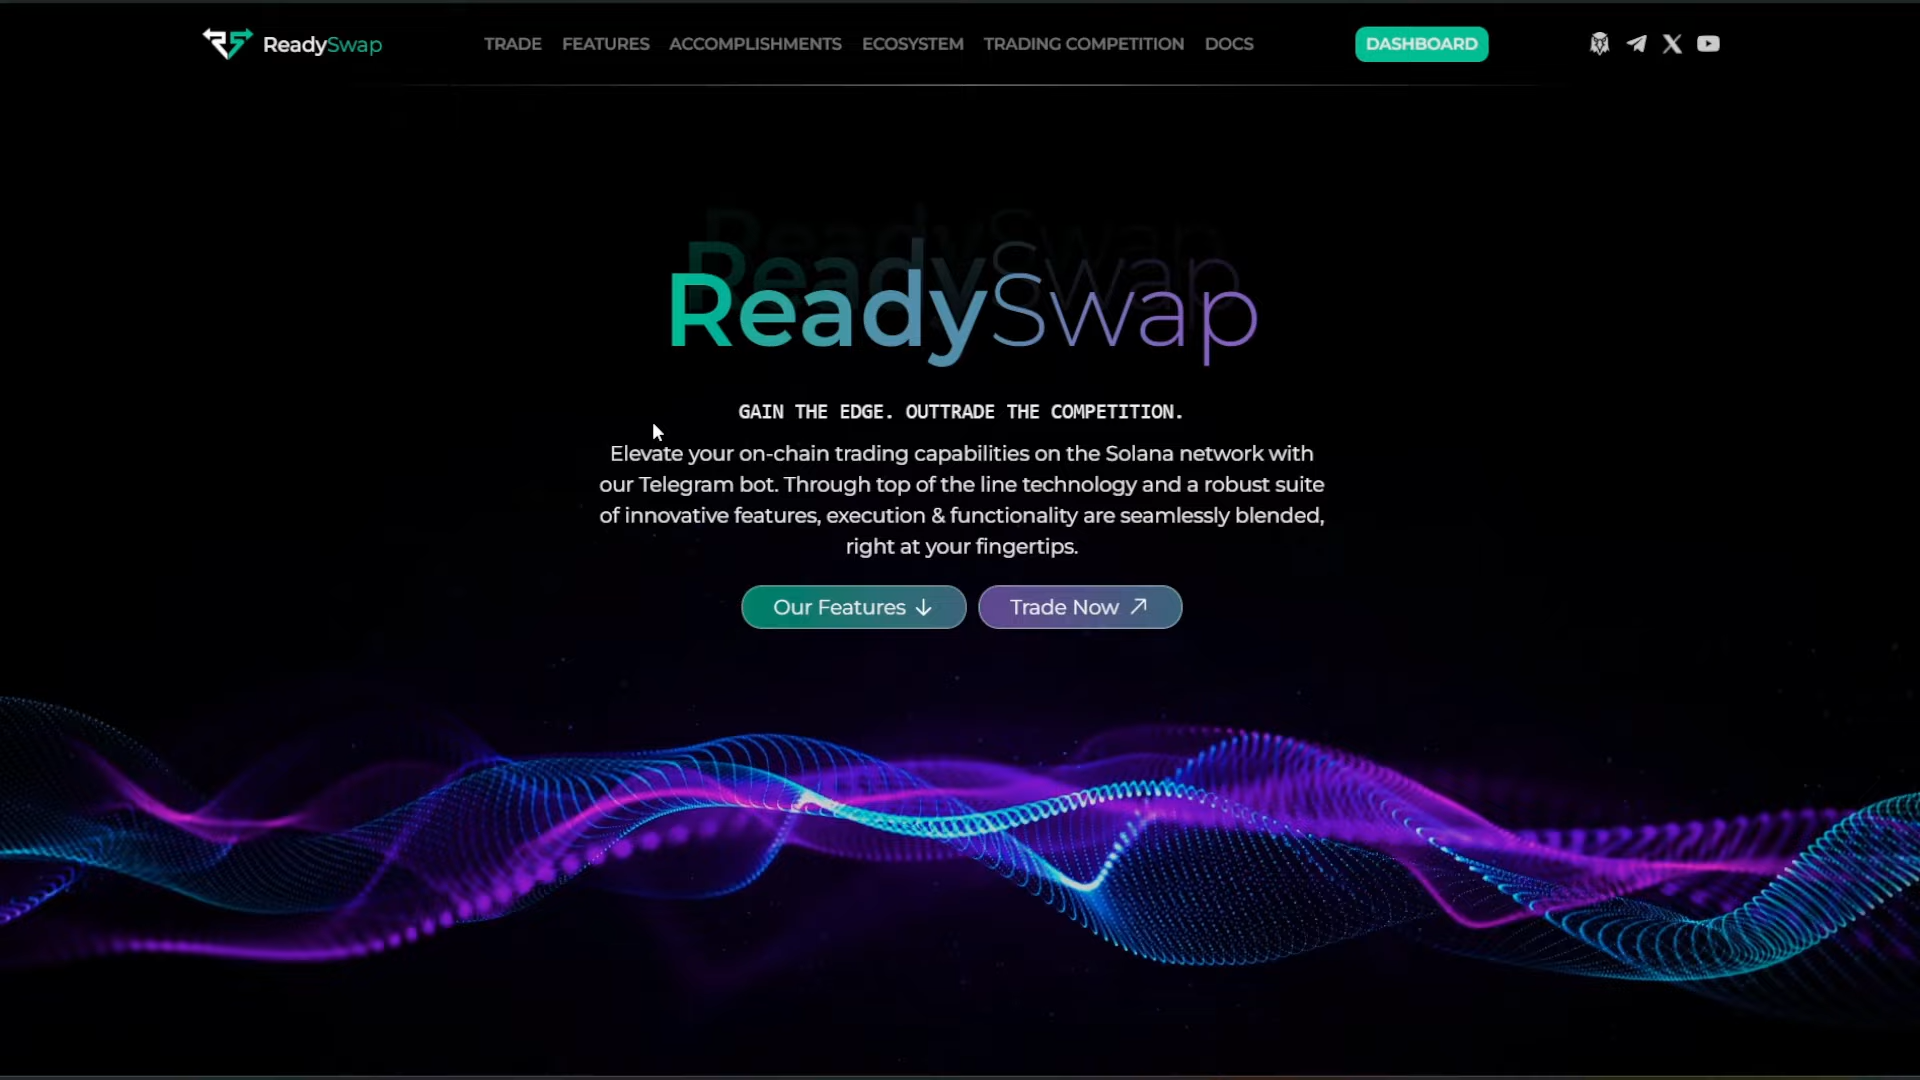 ReadySwap
TRADE
FEATURES
ACCOMPLISHMENTS
ECOSYSTEM
TRADING COMPETITION
DOCS
DASHBOARD
ReadySwap
GAIN THE EDGE. OUTTRADE THE COMPETITION.
Elevate your on-chain trading capabilities on the Solana network with
our Telegram bot. Through top of the line technology and a robust suite
of innovative features, execution & functionality are seamlessly blended,
right at your fingertips.
Our Features ↓
Trade Now ↗